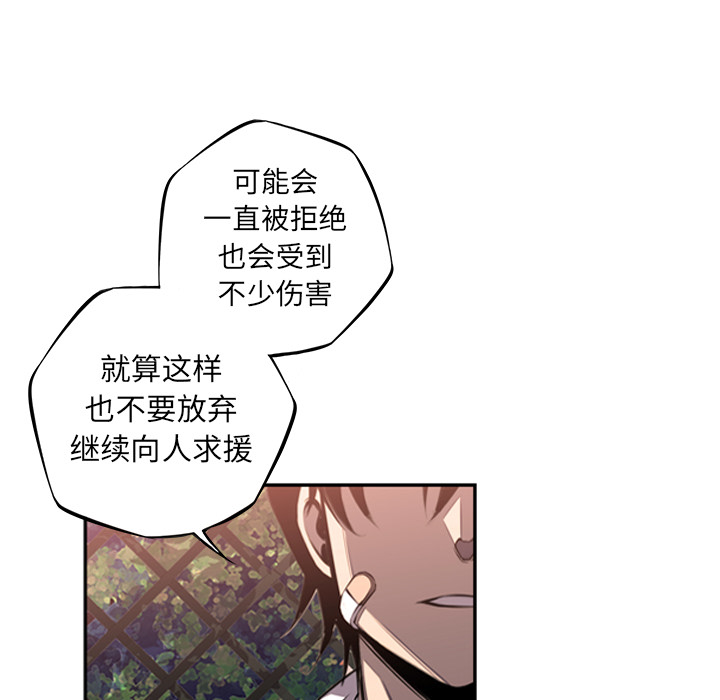 可能会
一直被拒绝
也会受到
不少伤害
就算这样
也不要放弃
继续向人求援